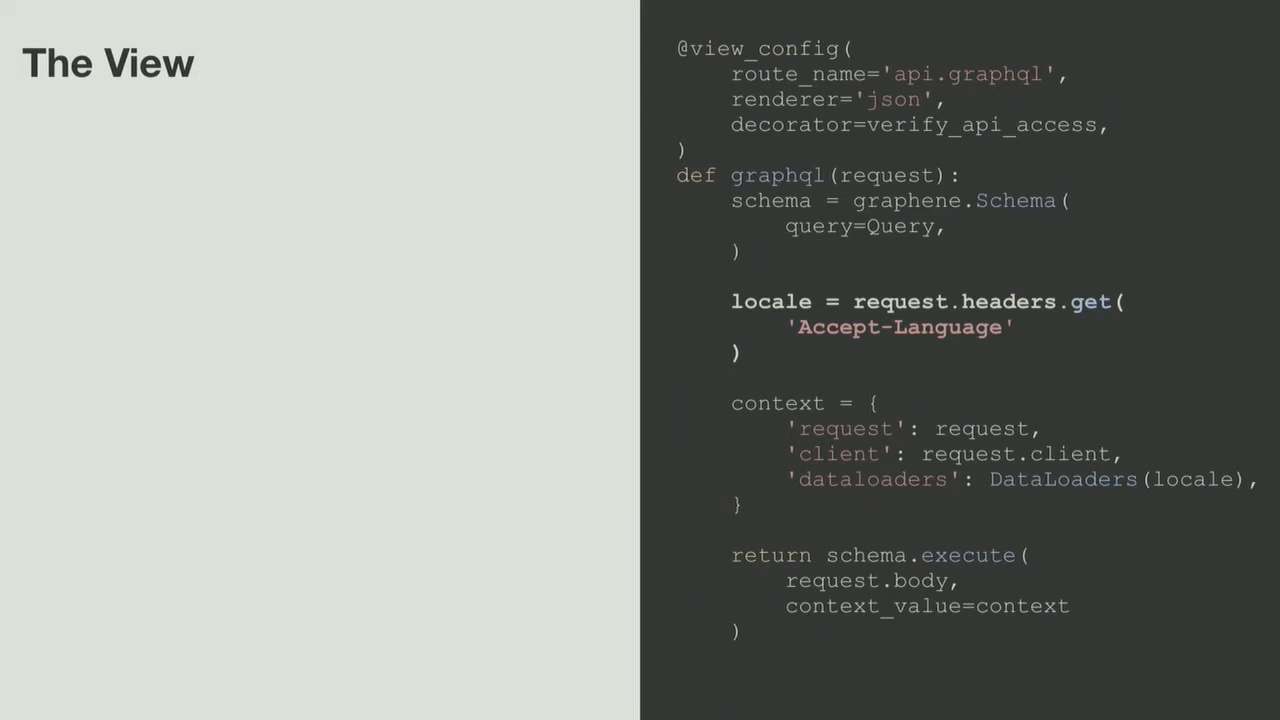 The View
@view_config(
route_name='api.graphql',
renderer='json',
decorator=verify_api_access,
)
def graphql(request):
schema = graphene.Schema(
query=Query,
)
locale = request.headers.get(
'Accept-Language'
)
context = {
'request': request,
'client': request.client,
'dataloaders': DataLoaders(locale),
}
return schema.execute(
request.body,
context_value=context
)